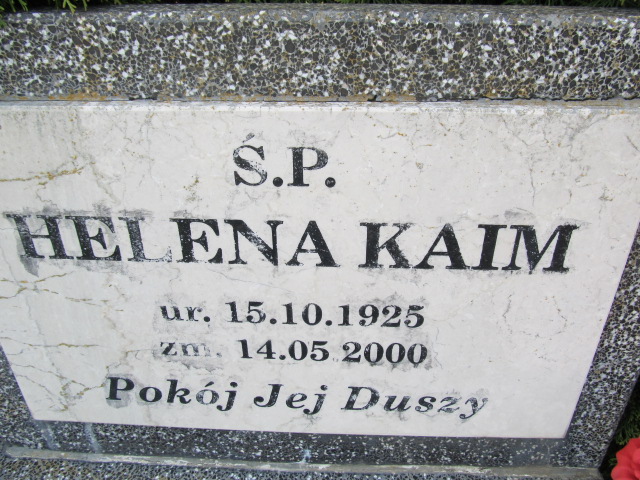 Ś.P.
HELENA KAIM
ur. 15.10.1925
zm. 14.05 2000
Pokój Jej Duszy